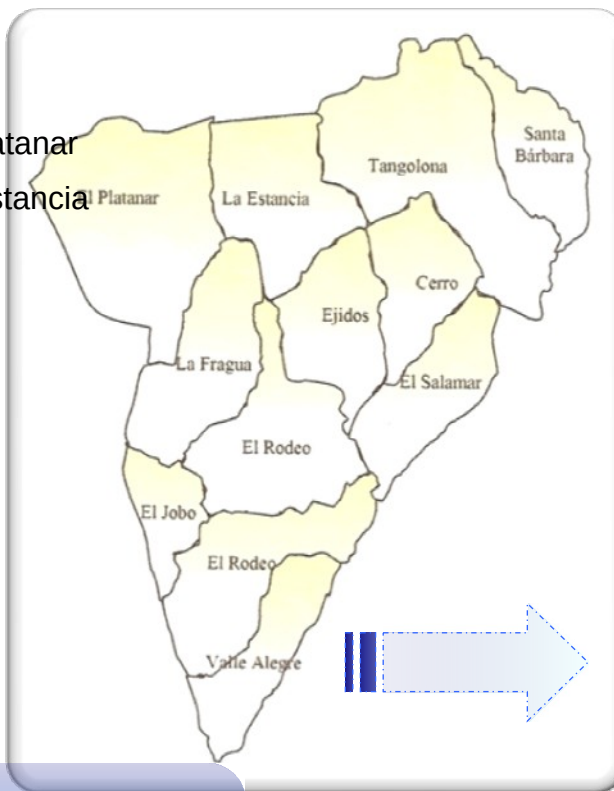 atanar
stancia
Santa
Bárbara
Tangolona
El Platanar
La Estancia
Cerro
Ejidos
La Fragua
El Salamar
El Rodeo
El Jobo
El Rodeo
Valle Alegre